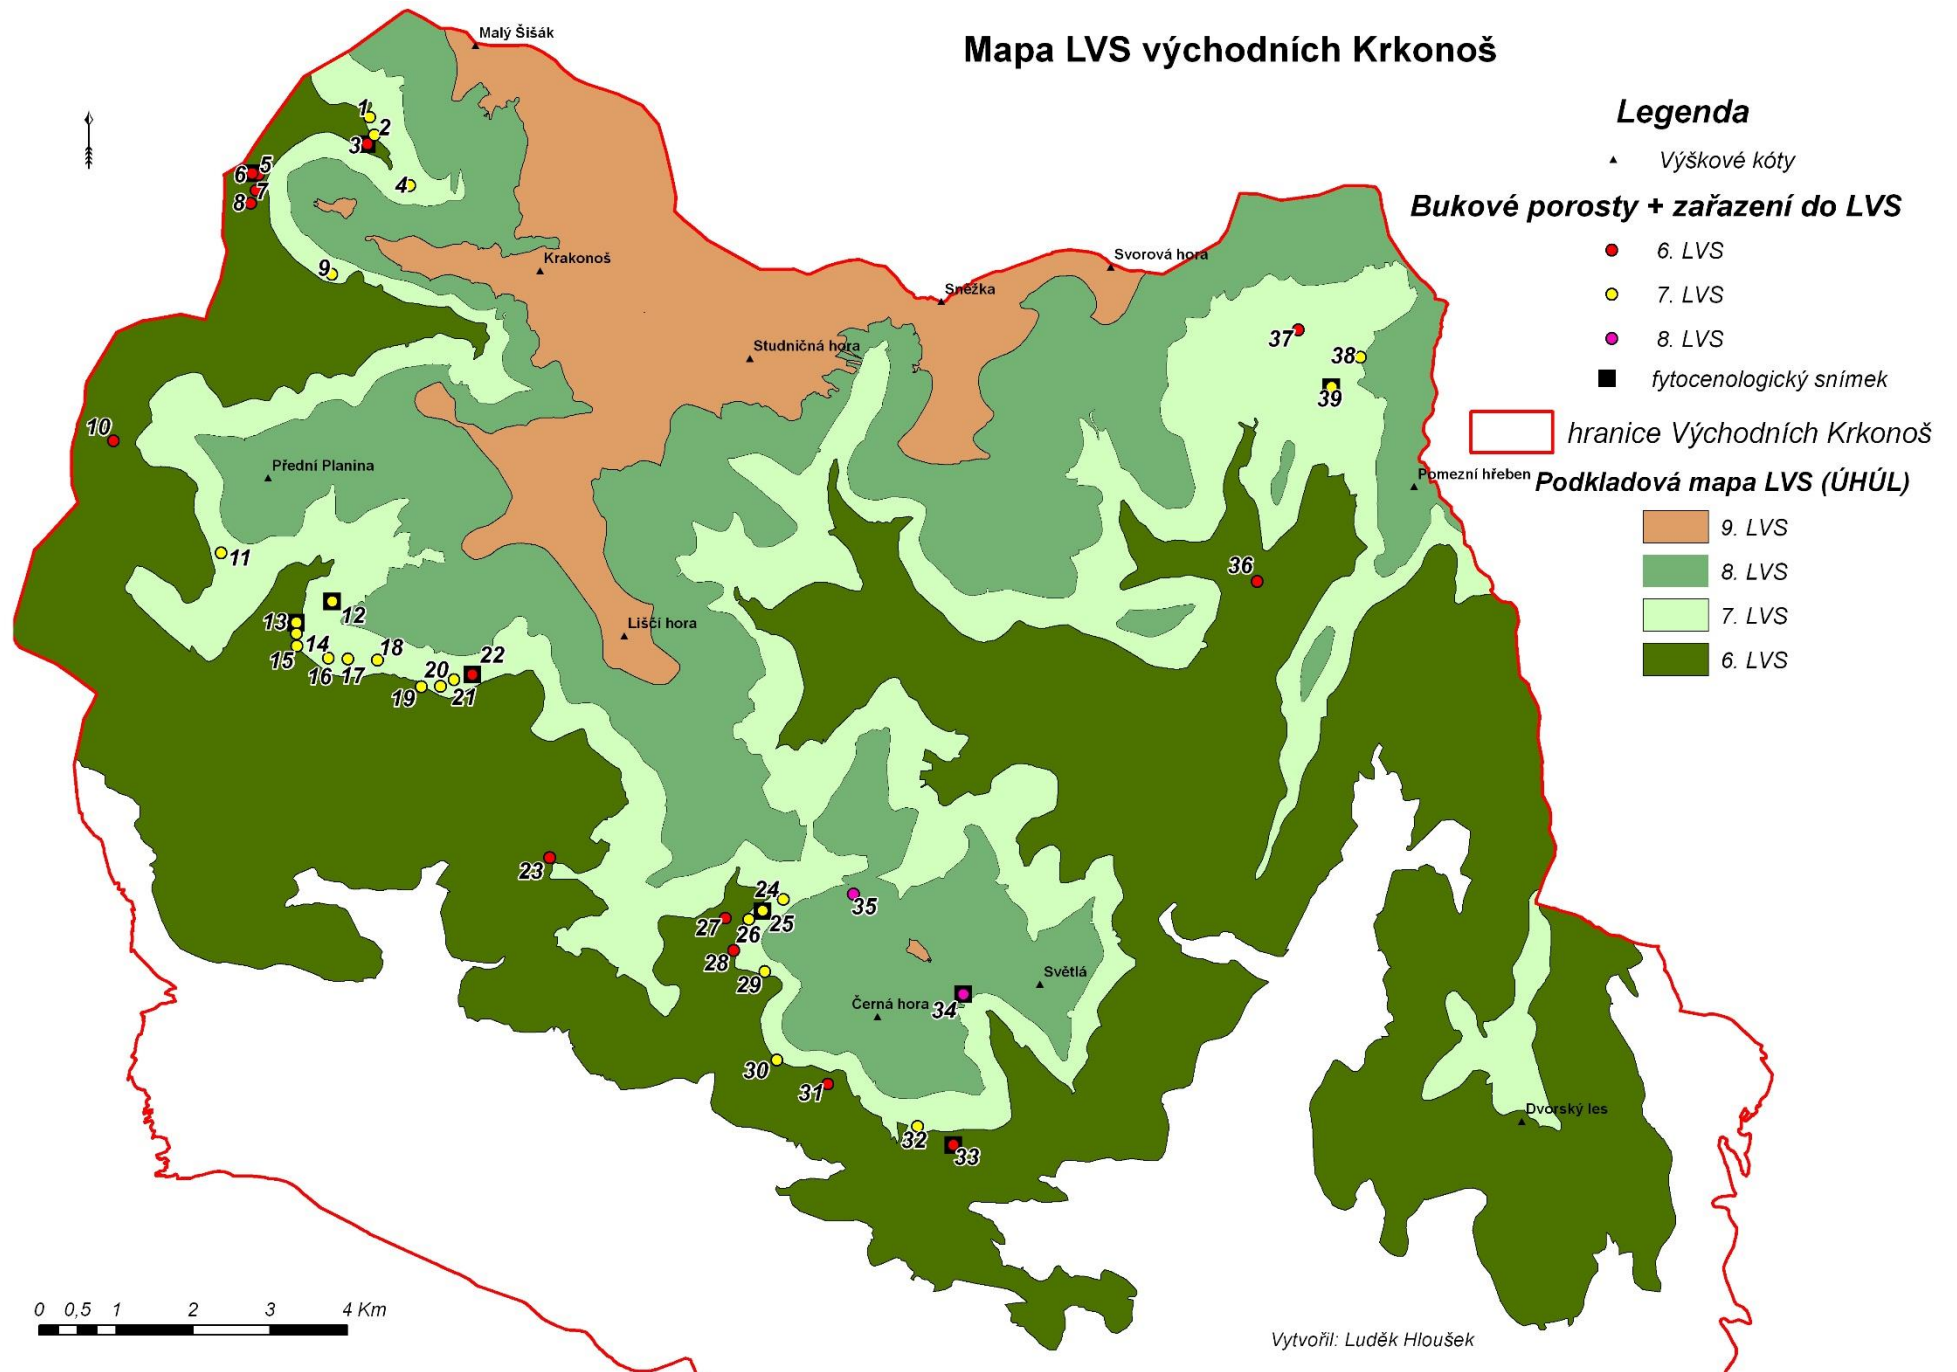 Mapa LVS východních Krkonoš
Legenda
Výškové kóty
Bukové porosty + zařazení do LVS
6. LVS
7. LVS
8. LVS
fytocenologický snímek
hranice Východních Krkonoš
Podkladová mapa LVS (ÚHÚL)
9. LVS
8. LVS
7. LVS
6. LVS
Malý Šišák
1
2
3
4
5
6
7
8
9
Krakonoš
Svorová hora
Sněžka
Studničná hora
37
38
39
10
Přední Planina
Pomezní hřeben
11
36
12
13
14
15
16
17
18
Liščí hora
19
20
21
22
23
24
25
26
27
28
29
35
Světlá
Černá hora
34
30
31
32
33
Dvorský les
0 0,5 1 2 3 4 Km
Vytvořil: Luděk Hloušek